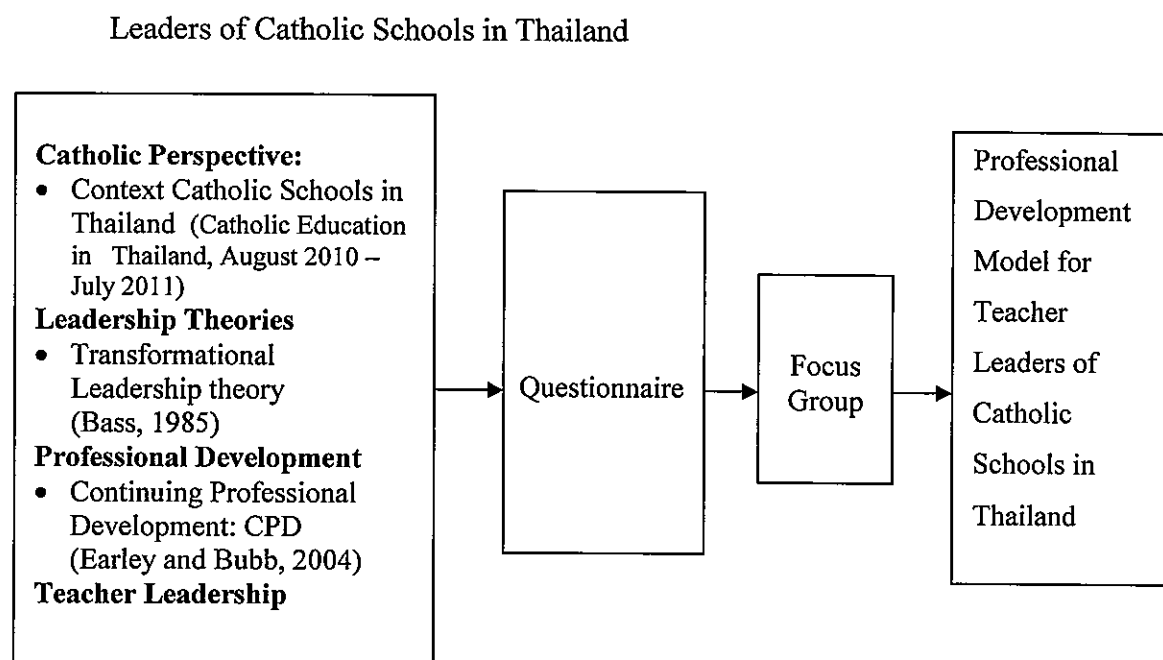 Leaders of Catholic Schools in Thailand
Catholic Perspective:
• Context Catholic Schools in
Thailand (Catholic Education
in Thailand, August 2010 –
July 2011)
Leadership Theories
• Transformational
Leadership theory
(Bass, 1985)
Professional Development
• Continuing Professional
Development: CPD
(Earley and Bubb, 2004)
Teacher Leadership
Questionnaire
Focus
Group
Professional
Development
Model for
Teacher
Leaders of
Catholic
Schools in
Thailand